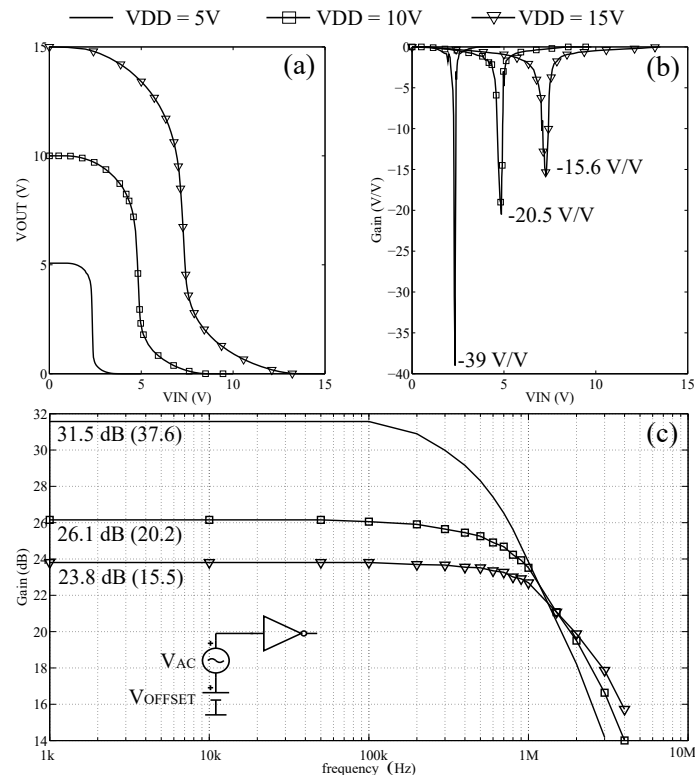 VDD = 5V VDD = 10V VDD = 15V
(a)
15
10
5
0
VOUT (V)
0 5 10 15
VIN (V)
(b)
0
−5
−10
−15
−20
−25
−30
−35
−40
Gain (V/V)
-15.6 V/V
-20.5 V/V
-39 V/V
0 5 10 15
VIN (V)
(c)
32
30
28
26
24
22
20
18
16
14
Gain (dB)
31.5 dB (37.6)
26.1 dB (20.2)
23.8 dB (15.5)
+
VAC
+
VOFFSET
1k 10k 100k 1M 10M
frequency (Hz)